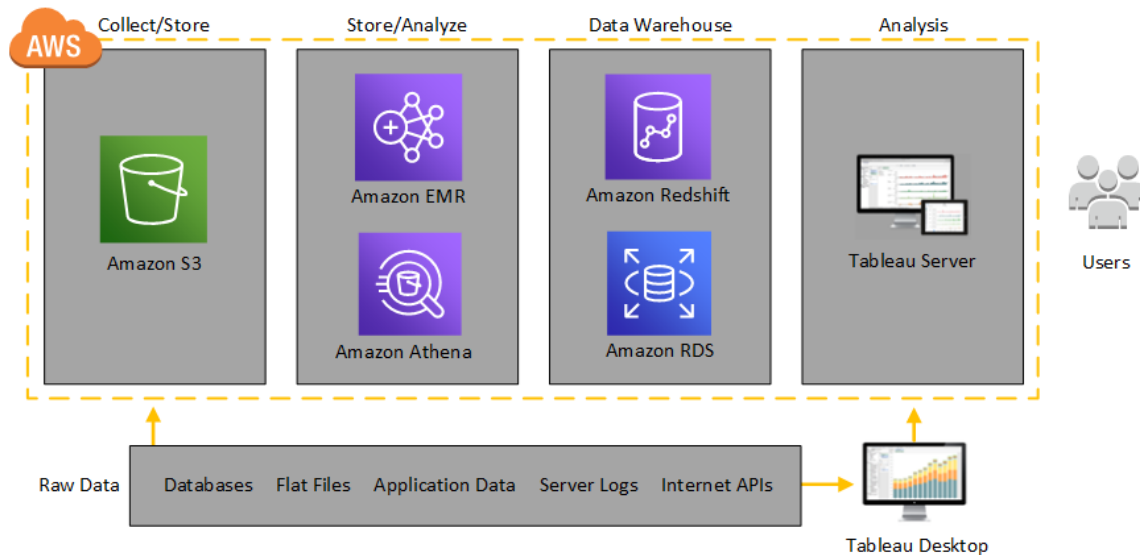 Collect/Store
Store/Analyze
Data Warehouse
Analysis
AWS
Amazon S3
Amazon EMR
Amazon Athena
Amazon Redshift
Amazon RDS
Tableau Server
Users
Raw Data
Databases
Flat Files
Application Data
Server Logs
Internet APIs
Tableau Desktop